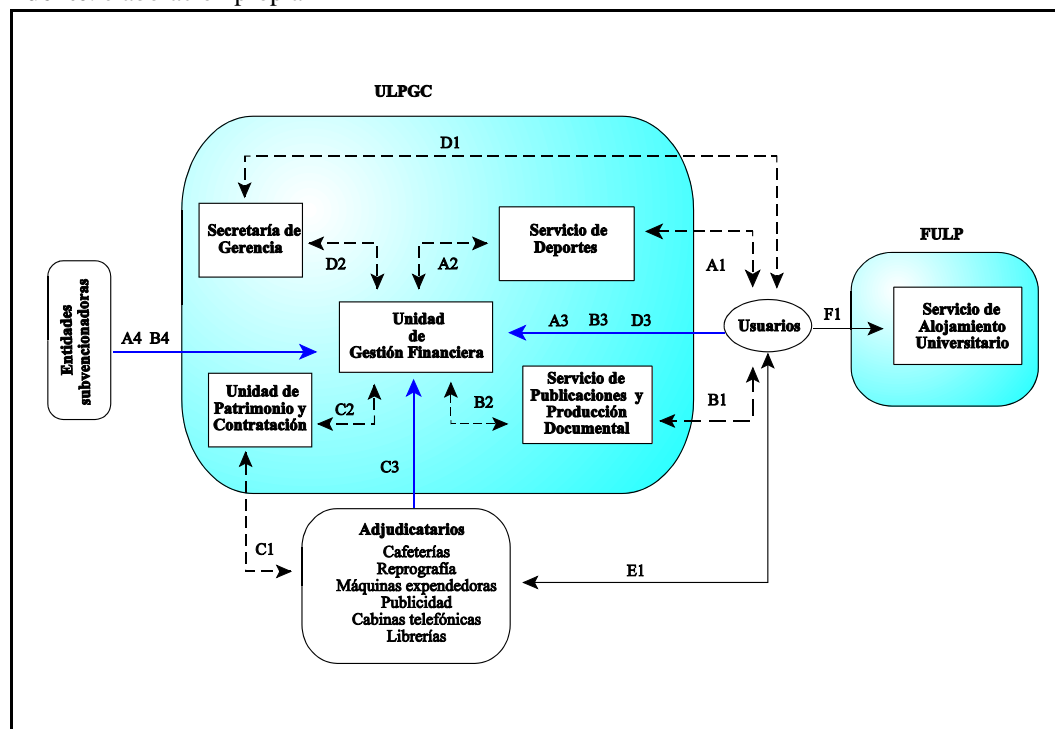 ULPGC
D1
Secretaría de
Gerencia
Servicio de
Deportes
FULP
D2
A2
A1
Entidades
subvencionadoras
A4 B4
Unidad
de
Gestión Financiera
A3 B3 D3
Usuarios
F1
Servicio de
Alojamiento
Universitario
Unidad de
Patrimonio y
Contratación
C2
B2
Servicio de
Publicaciones y
Producción
Documental
B1
C3
C1
Adjudicatarios
Cafeterías
Reprografía
Máquinas expendedoras
Publicidad
Cabinas telefónicas
Librerías
E1